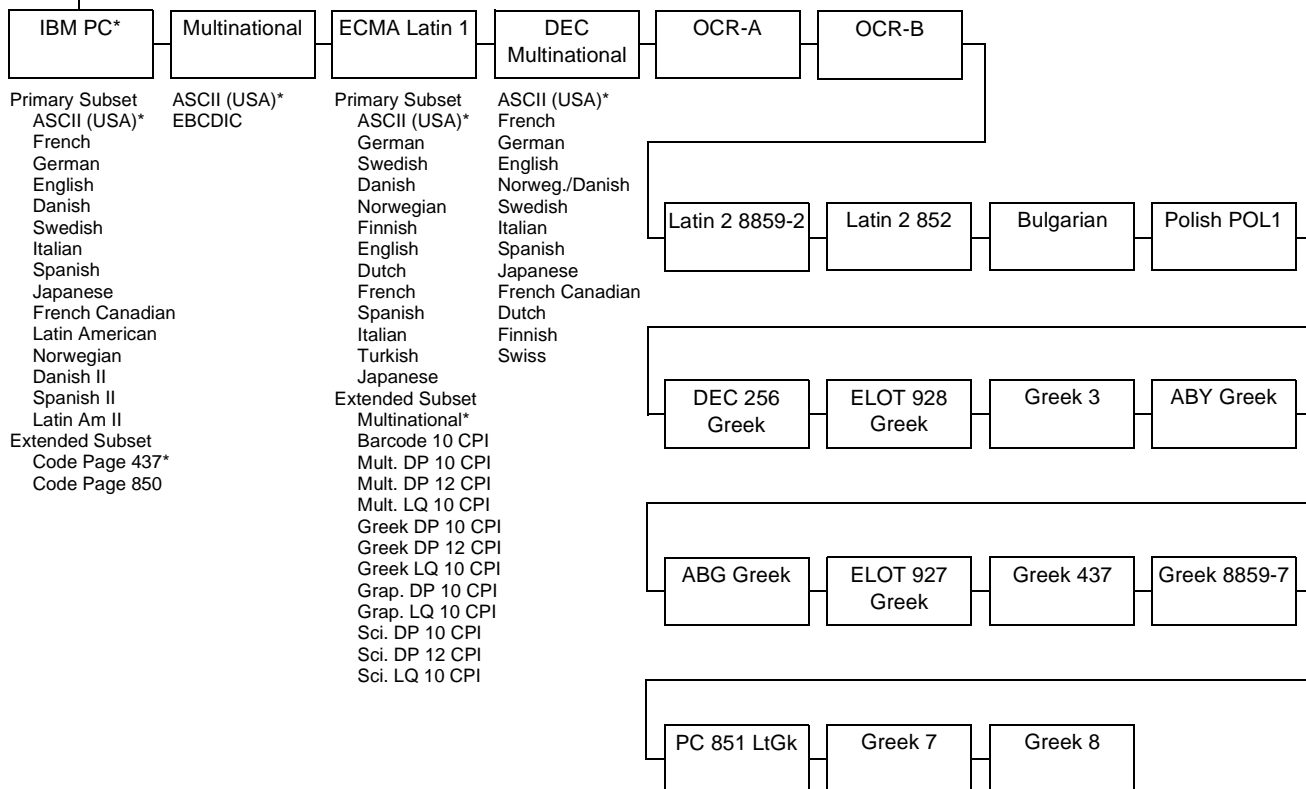 IBM PC*
Multinational
ECMA Latin 1
DEC
Multinational
OCR-A
OCR-B
Primary Subset
ASCII (USA)*
French
German
English
Danish
Swedish
Italian
Spanish
Japanese
French Canadian
Latin American
Norwegian
Danish II
Spanish II
Latin Am II
Extended Subset
Code Page 437*
Code Page 850
ASCII (USA)*
EBCDIC
Primary Subset
ASCII (USA)*
German
Swedish
Danish
Norwegian
Finnish
English
Dutch
French
Spanish
Italian
Turkish
Japanese
Extended Subset
Multinational*
Barcode 10 CPI
Mult. DP 10 CPI
Mult. DP 12 CPI
Mult. LQ 10 CPI
Greek DP 10 CPI
Greek DP 12 CPI
Greek LQ 10 CPI
Grap. DP 10 CPI
Grap. LQ 10 CPI
Sci. DP 10 CPI
Sci. DP 12 CPI
Sci. LQ 10 CPI
ASCII (USA)*
French
German
English
Norweg./Danish
Swedish
Italian
Spanish
Japanese
French Canadian
Dutch
Finnish
Swiss
Latin 2 8859-2
Latin 2 852
Bulgarian
Polish POL1
DEC 256
Greek
ELOT 928
Greek
Greek 3
ABY Greek
ABG Greek
ELOT 927
Greek
Greek 437
Greek 8859-7
PC 851 LtGk
Greek 7
Greek 8